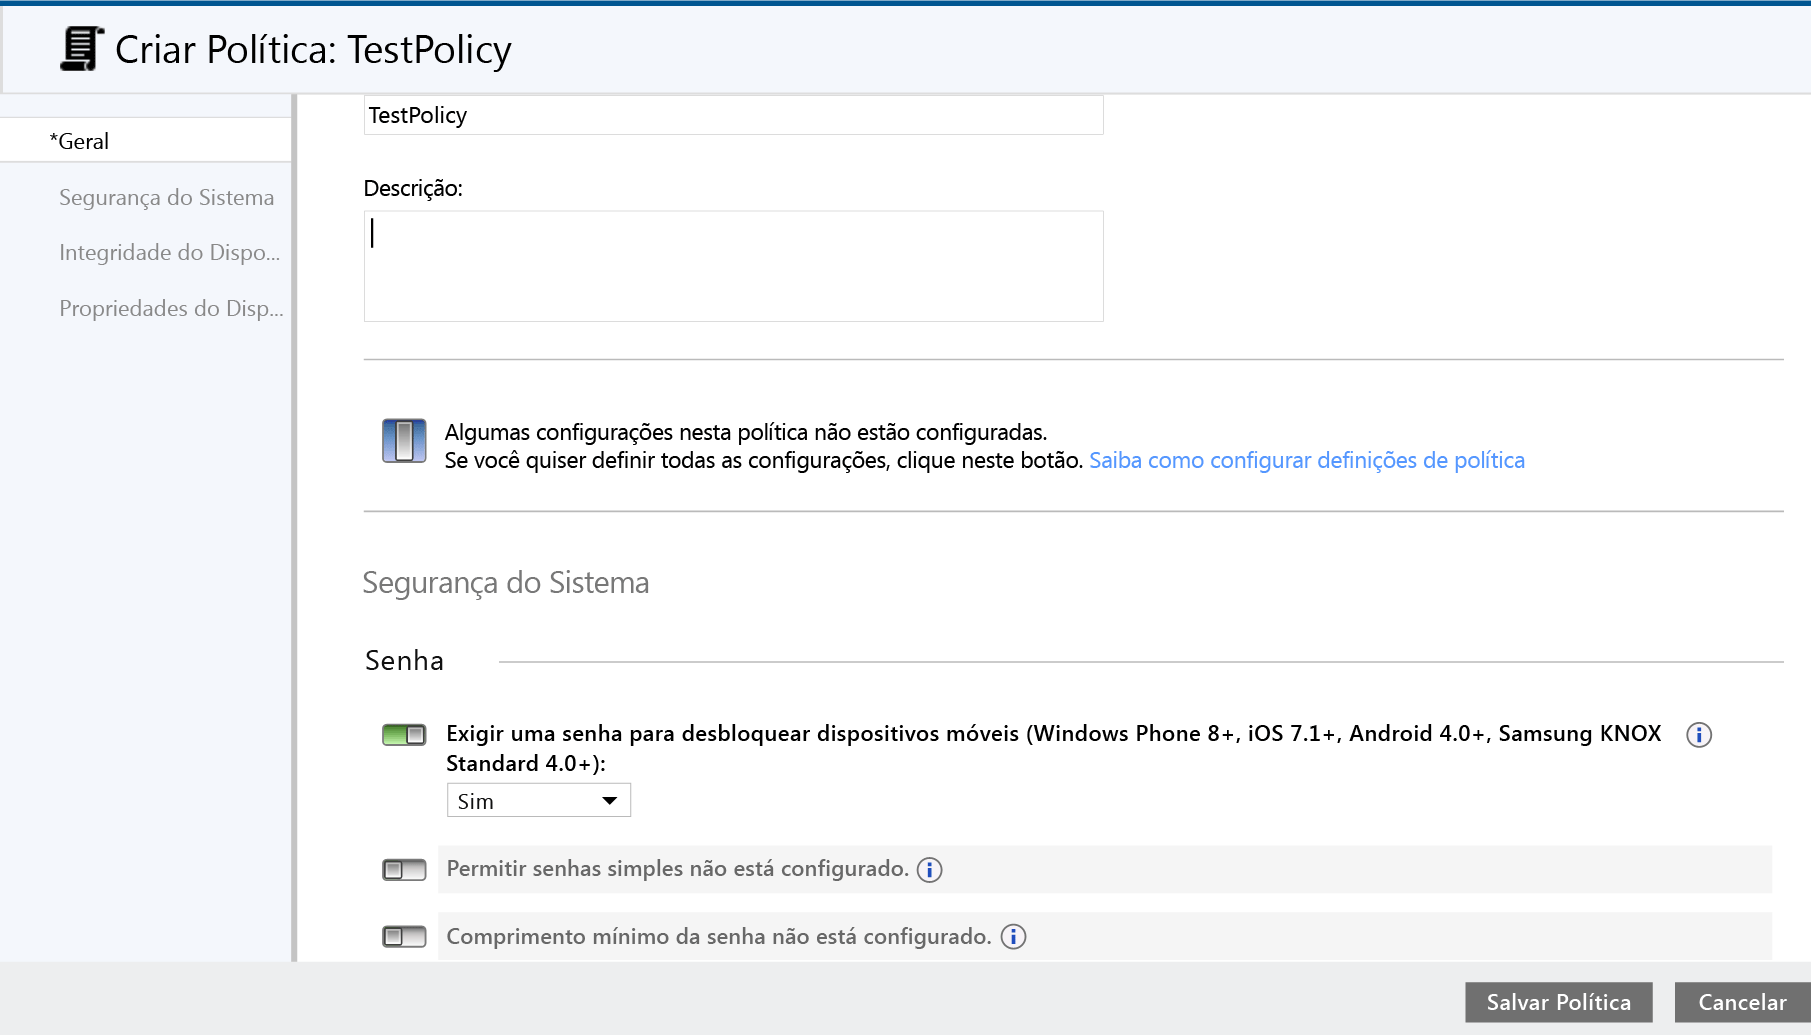 Criar Política: TestPolicy
*Geral
Segurança do Sistema
Integridade do Dispo...
Propriedades do Disp...
TestPolicy
Descrição:
Algumas configurações nesta política não estão configuradas.
Se você quiser definir todas as configurações, clique neste botão. Saiba como configurar definições de política
Segurança do Sistema
Senha
Exigir uma senha para desbloquear dispositivos móveis (Windows Phone 8+, iOS 7.1+, Android 4.0+, Samsung KNOX
Standard 4.0+):
Sim
Permitir senhas simples não está configurado.
Comprimento mínimo da senha não está configurado.
Salvar Política
Cancelar